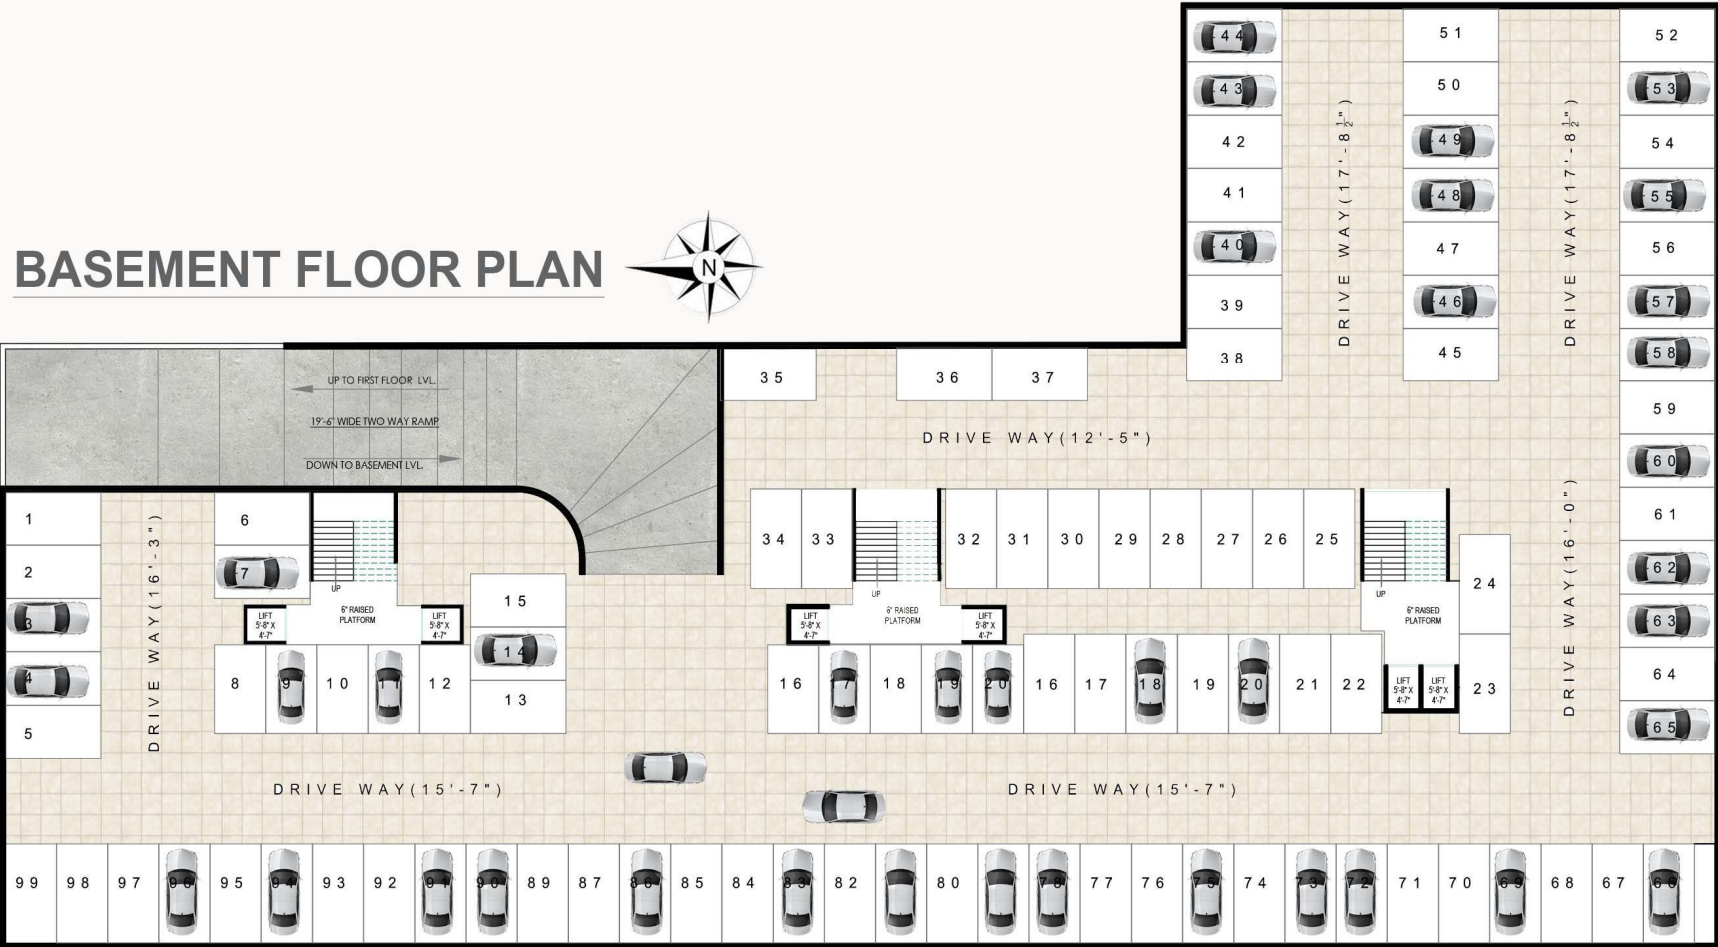 BASEMENT FLOOR PLAN
N
44 51 52
43 50 53
42 49 54
41 48 55
40 47 56
39 46 57
38 45 58
DRIVE WAY(17'-8½")
DRIVE WAY(17'-8½")
UP TO FIRST FLOOR LVL.
19'-6" WIDE TWO WAY RAMP
DOWN TO BASEMENT LVL.
35 36 37
DRIVE WAY(12'-5")
59
60
61
62
63
64
65
DRIVE WAY(16'-0")
1
2
3
4
5
DRIVE WAY(16'-3")
6
7
UP
6" RAISED
PLATFORM
LIFT
5'-8" X
4'-7"
LIFT
5'-8" X
4'-7"
15
14
13
8 9 10 11 12
34 33 32 31 30 29 28 27 26 25
UP
6" RAISED
PLATFORM
LIFT
5'-8" X
4'-7"
LIFT
5'-8" X
4'-7"
UP
6" RAISED
PLATFORM
LIFT
5'-8" X
4'-7"
LIFT
5'-8" X
4'-7"
24
23
16 17 18 19 20 16 17 18 19 20 21 22
DRIVE WAY(15'-7") DRIVE WAY(15'-7")
99 98 97 96 95 94 93 92 91 90 89 87 86 85 84 83 82 80 78 77 76 75 74 73 72 71 70 69 68 67 66